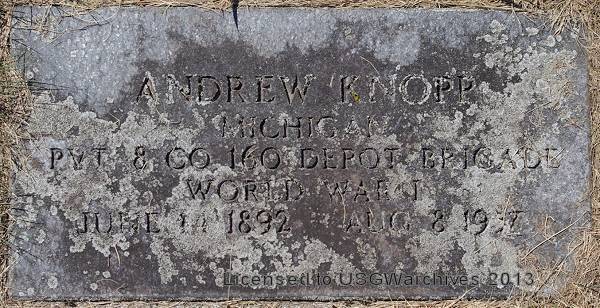 ANDREW KNOPP
MICHIGAN
PVT 8 CO 160 DEPOT BRIGADE
WORLD WAR I
JUNE 1892 AUG 8
Licensed to USGWarchives 2013